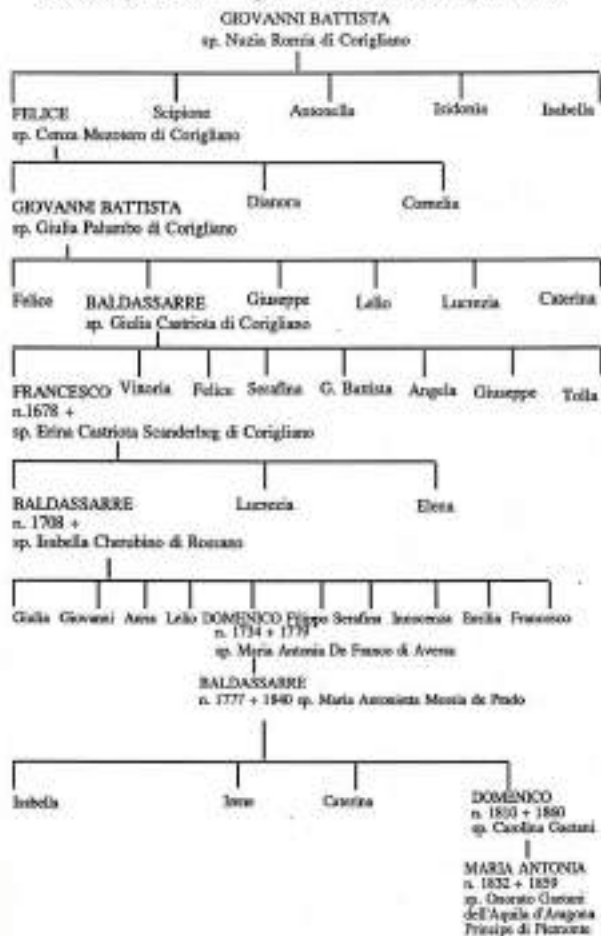 GIOVANNI BATTISTA
sp. Nuzia Romia di Corigliano
FELICE Scipione Antonella Isidonia Isabella
sp. Cenza Mezotero di Corigliano
GIOVANNI BATTISTA Dianora Cornelia
sp. Giulia Palumbo di Corigliano
Felice BALDASSARRE Giuseppe Lelio Lucrezia Caterina
sp. Giulia Castriota di Corigliano
FRANCESCO Vittoria Felice Serafina G. Battista Angela Giuseppe Tolla
n.1678 +
sp. Erina Castriota Scanderbeg di Corigliano
BALDASSARRE Lucrezia Elena
n. 1708 +
sp. Isabella Cherubino di Rossano
Giulia Giovanni Anna Lelio DOMENICO Filippo Serafina Innocenza Emilia Francesco
n. 1734 + 1779
sp. Maria Antonia De Franco di Aversa
BALDASSARRE
n. 1777 + 1840 sp. Maria Antonietta Messia de Prado
Isabella Irene Caterina DOMENICO
n. 1810 + 1860
sp. Carolina Gaetani
MARIA ANTONIA
n. 1832 + 1859
sp. Onorato Gaetani
dell'Aquila d'Aragona
Principe di Piemonte